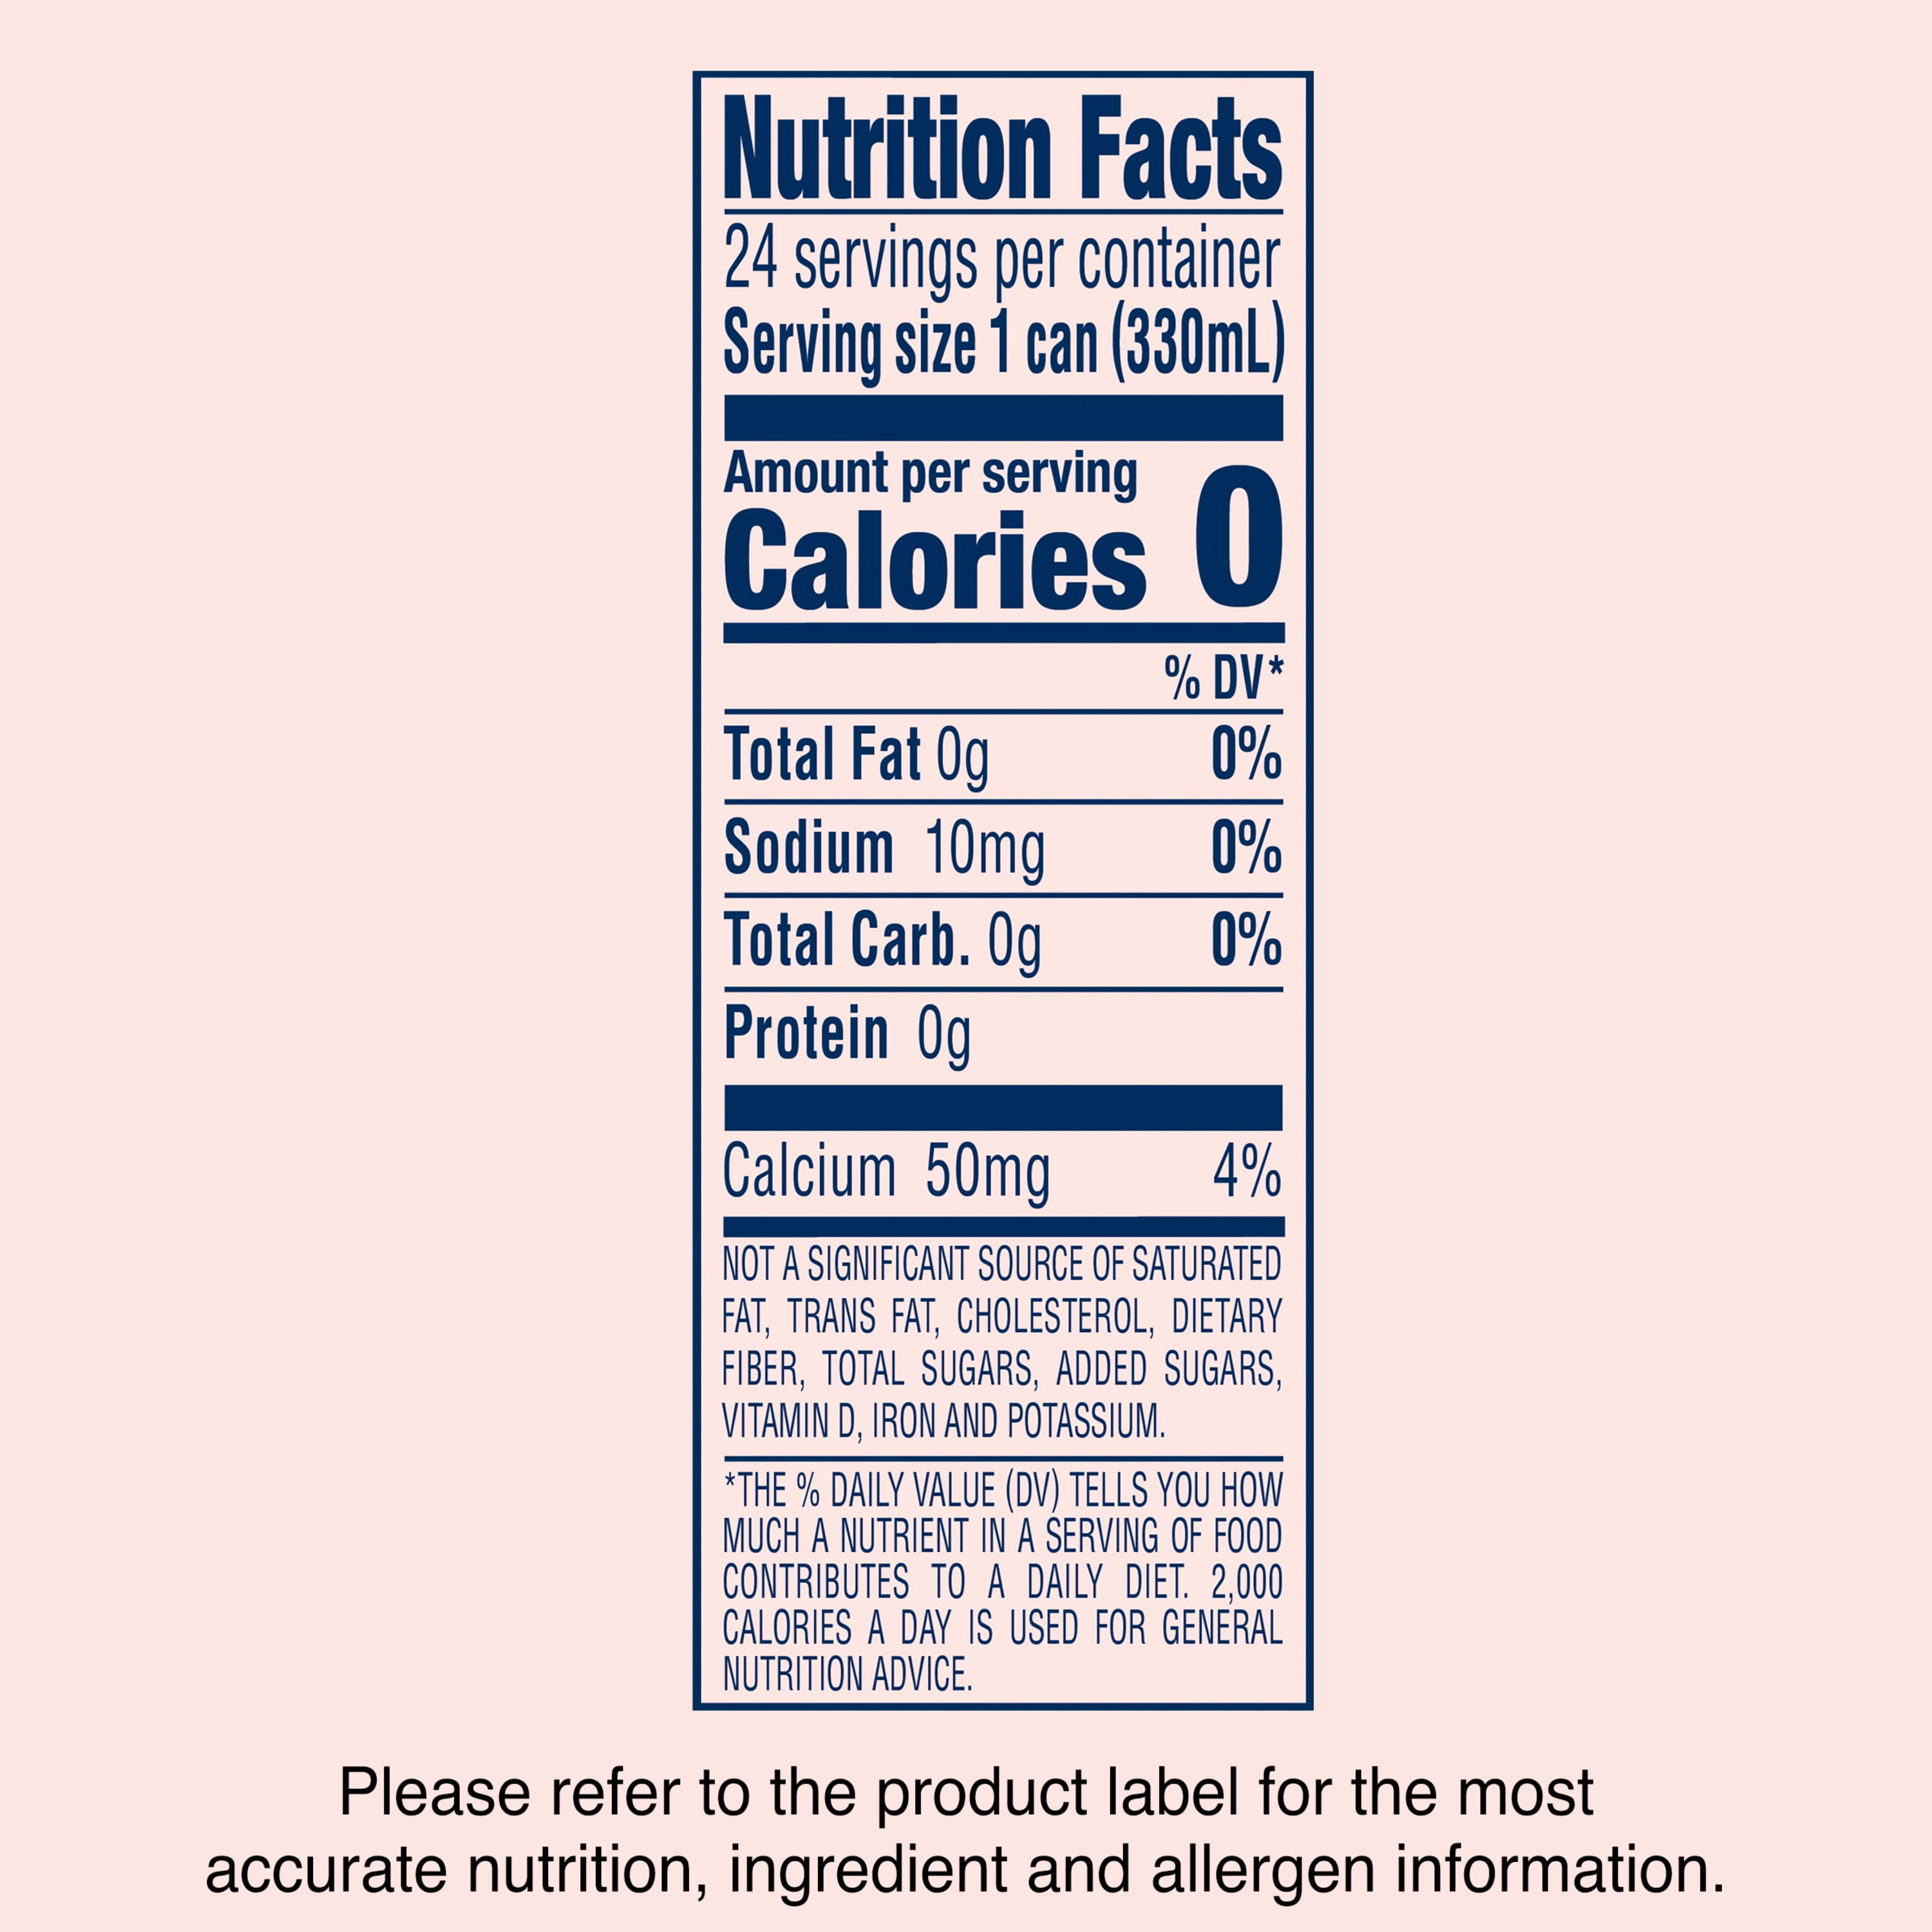 Nutrition Facts
24 servings per container
Serving size 1 can (330mL)
Amount per serving
Calories 0
% DV*
Total Fat 0g 0%
Sodium 10mg 0%
Total Carb. 0g 0%
Protein 0g
Calcium 50mg 4%
NOT A SIGNIFICANT SOURCE OF SATURATED
FAT, TRANS FAT, CHOLESTEROL, DIETARY
FIBER, TOTAL SUGARS, ADDED SUGARS,
VITAMIN D, IRON AND POTASSIUM.
*THE % DAILY VALUE (DV) TELLS YOU HOW
MUCH A NUTRIENT IN A SERVING OF FOOD
CONTRIBUTES TO A DAILY DIET. 2,000
CALORIES A DAY IS USED FOR GENERAL
NUTRITION ADVICE.
Please refer to the product label for the most
accurate nutrition, ingredient and allergen information.